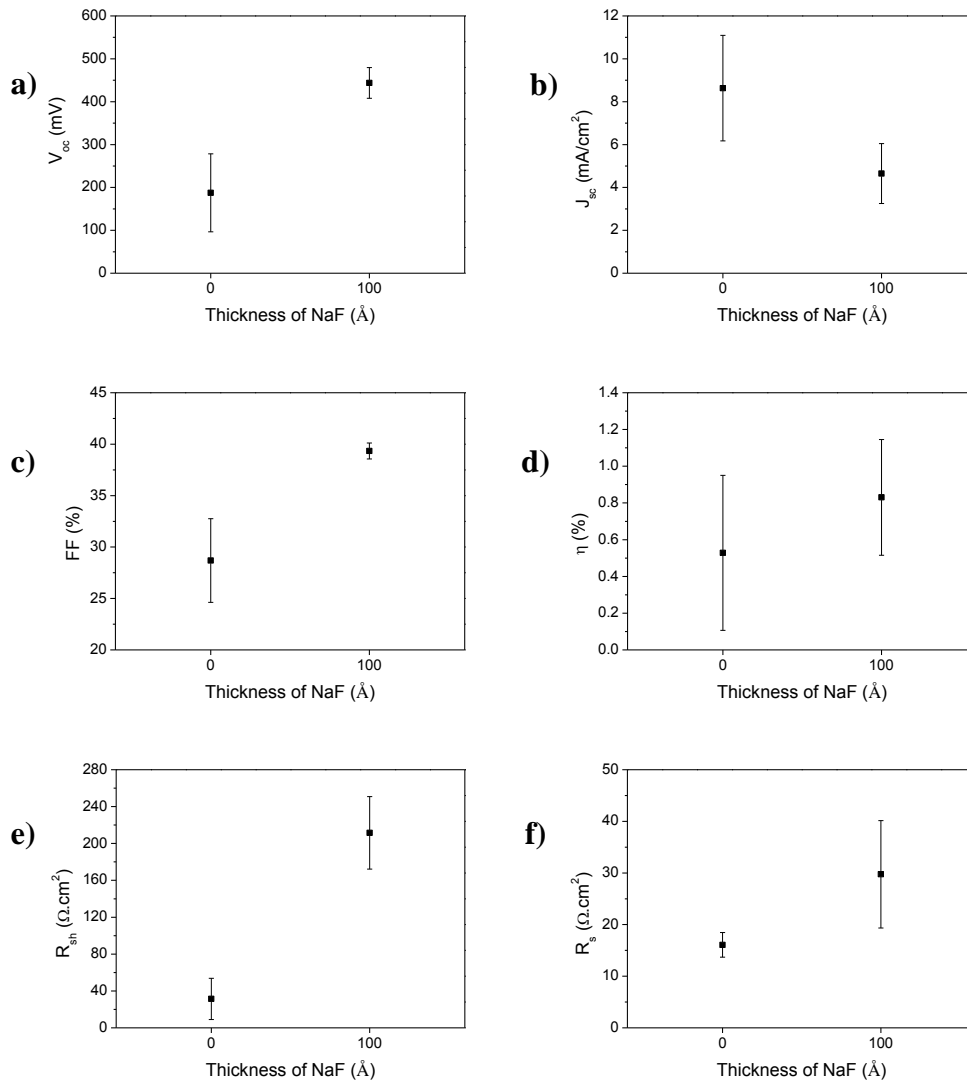 a)
V_oc (mV)
600
500
400
300
200
100
0
0 100
Thickness of NaF (Å)
b)
J_sc (mA/cm²)
12
10
8
6
4
2
0
0 100
Thickness of NaF (Å)
c)
FF (%)
45
40
35
30
25
20
0 100
Thickness of NaF (Å)
d)
η (%)
1.4
1.2
1.0
0.8
0.6
0.4
0.2
0.0
0 100
Thickness of NaF (Å)
e)
R_sh (Ω.cm²)
280
240
200
160
120
80
40
0
0 100
Thickness of NaF (Å)
f)
R_s (Ω.cm²)
50
40
30
20
10
0
0 100
Thickness of NaF (Å)